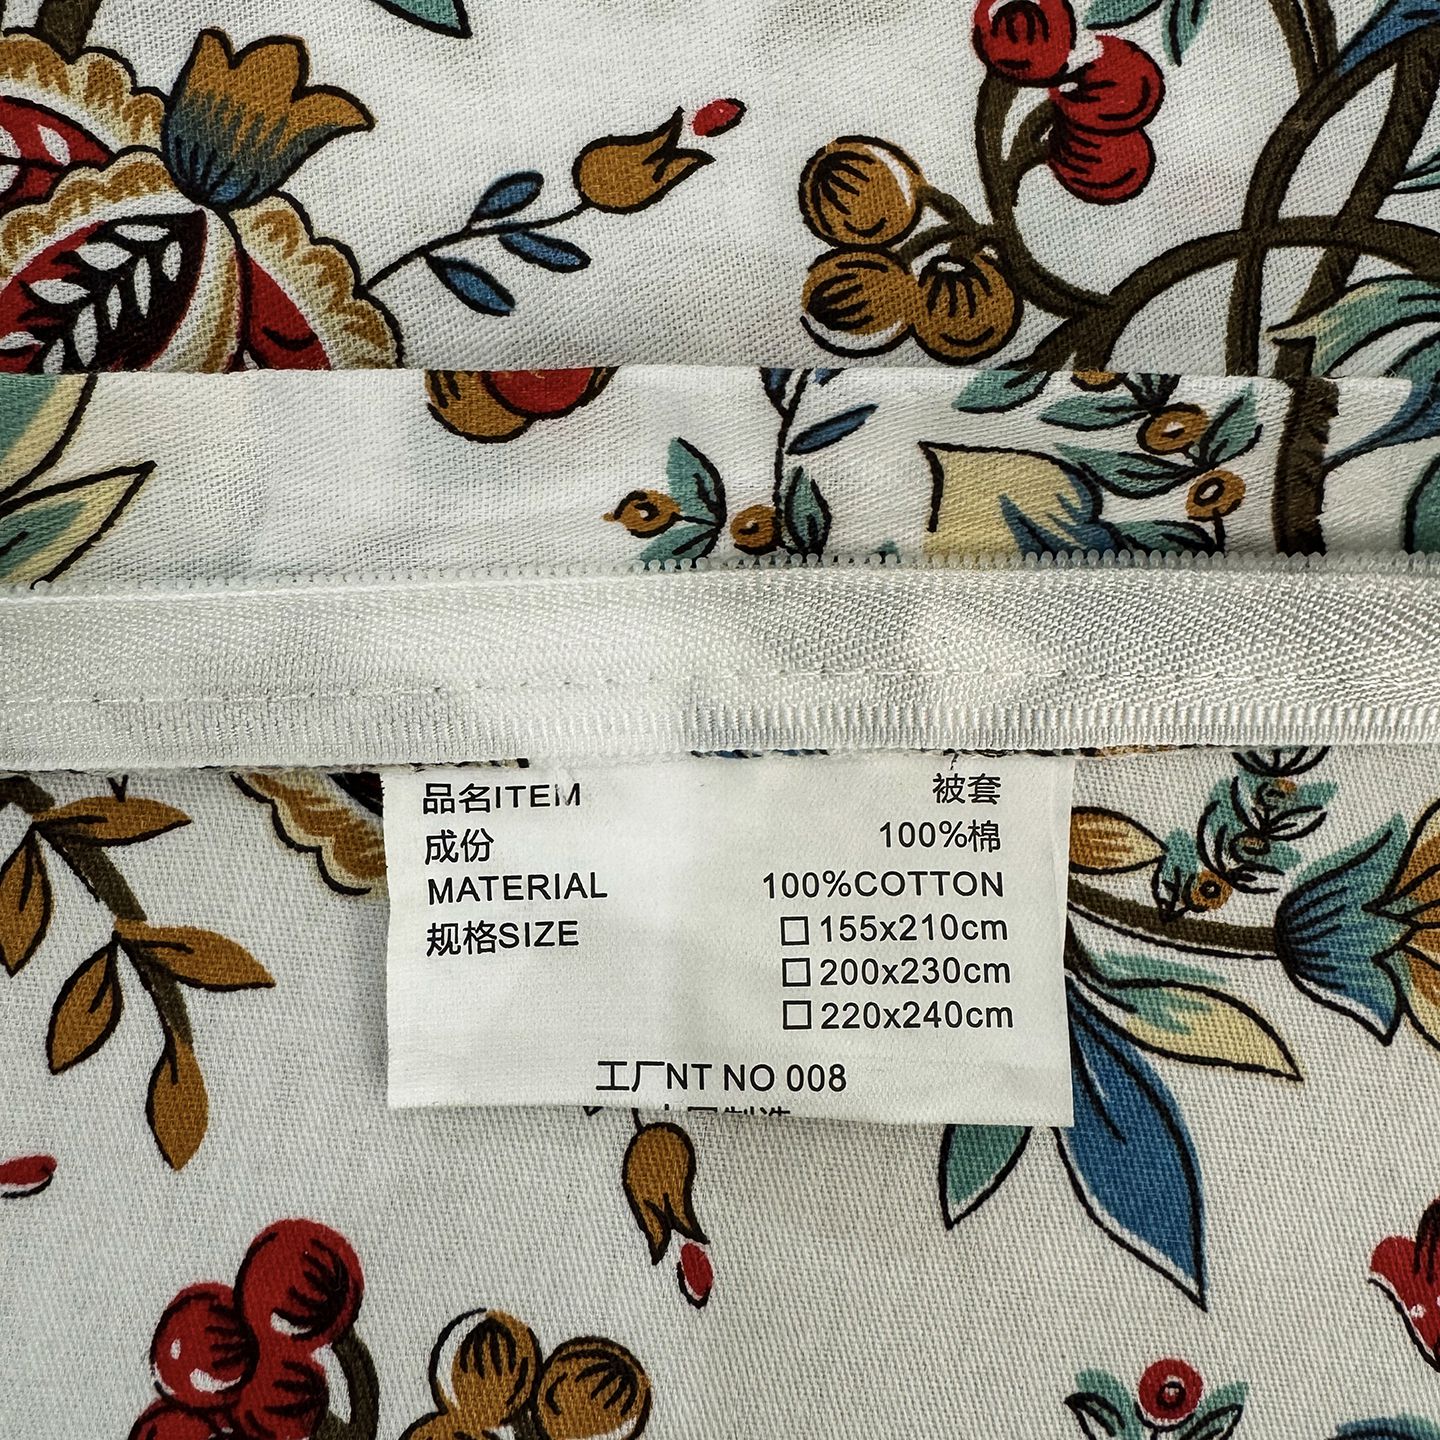 品名ITEM 被套
成份 100%棉
MATERIAL 100%COTTON
规格SIZE □155x210cm
□200x230cm
□220x240cm
工厂NT NO 008